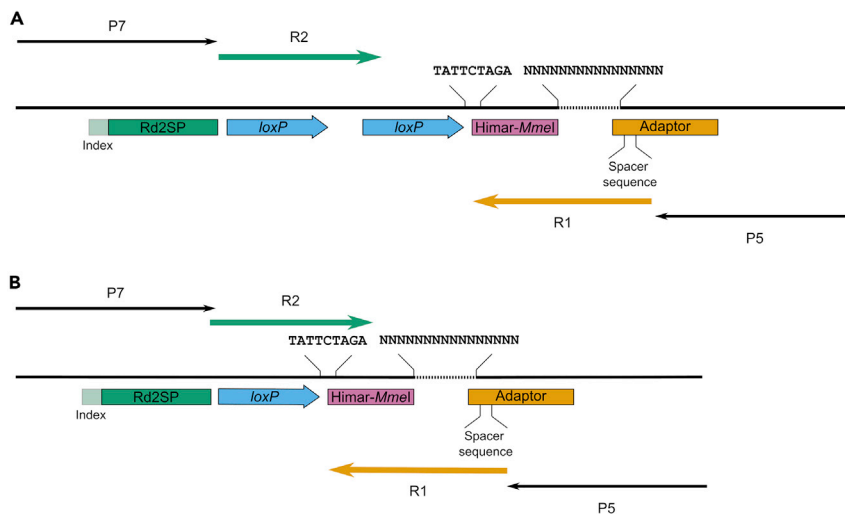 A
P7
R2
TATTCTAGA NNNNNNNNNNNNNNNN
Rd2SP
loxP
loxP
Himar-MmeI
Adaptor
Index
Spacer
sequence
R1
P5
B
P7
R2
TATTCTAGA NNNNNNNNNNNNNNNN
Rd2SP
loxP
Himar-MmeI
Adaptor
Index
Spacer
sequence
R1
P5